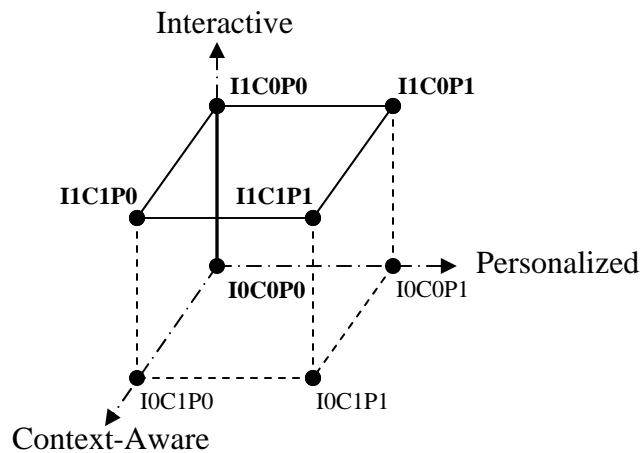 Interactive
I1C0P0
I1C0P1
I1C1P0
I1C1P1
Personalized
I0C0P0
I0C0P1
I0C1P0
I0C1P1
Context-Aware